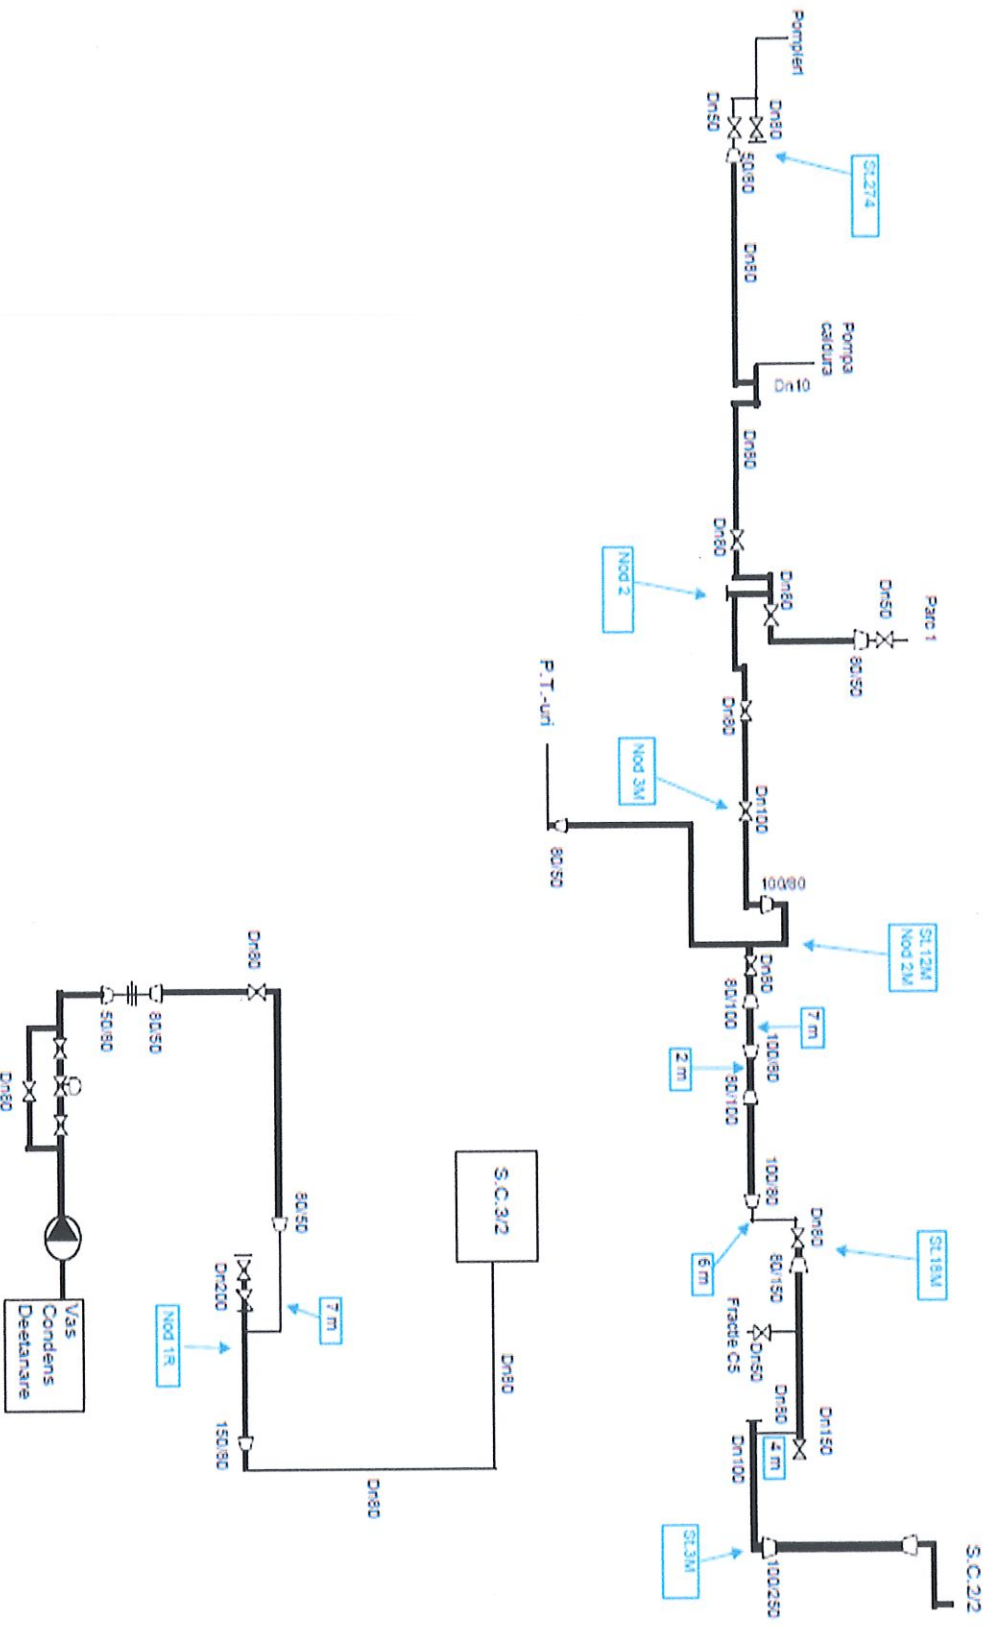 Pompieri
Dn80
Dn50
50/80
St.274
Dn80
Pompa
caldura
Dn10
Dn80
Dn80
Nod 2
Dn80
Parc 1
Dn50
80/50
Dn80
Nod 3M
Dn100
P.T.-uri
80/50
100/80
St.12M
Nod 2M
Dn80
80/100
7 m
100/80
2 m
80/100
100/80
6 m
Dn80
80/150
St.18M
Fractie C5
Dn50
Dn80
4 m
Dn150
Dn100
St.3M
100/250
S.C.2/2
S.C.3/2
Dn80
Dn80
Dn80
80/50
50/80
Dn80
80/50
7 m
Dn200
Nod 1R
150/80
Vas
Condens
Deetanare